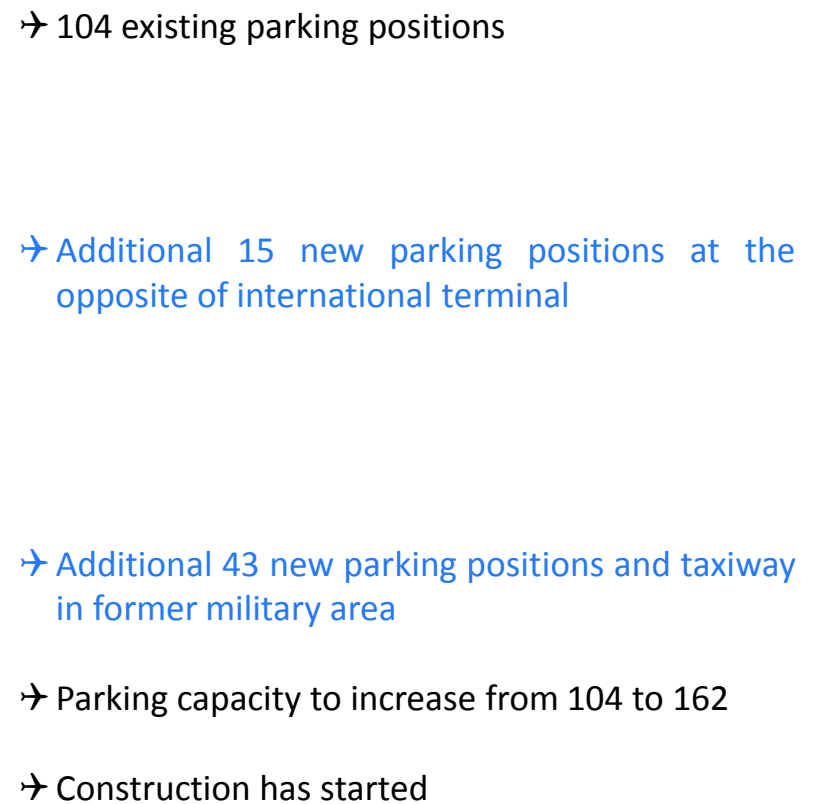 ✈ 104 existing parking positions
✈ Additional 15 new parking positions at the
opposite of international terminal
✈ Additional 43 new parking positions and taxiway
in former military area
✈ Parking capacity to increase from 104 to 162
✈ Construction has started